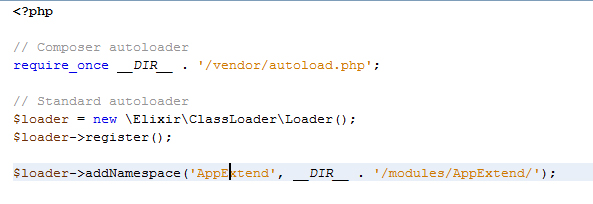 <?php
// Composer autoloader
require_once __DIR__ . '/vendor/autoload.php';
// Standard autoloader
$loader = new \Elixir\ClassLoader\Loader();
$loader->register();
$loader->addNamespace('AppExtend', __DIR__ . '/modules/AppExtend/');